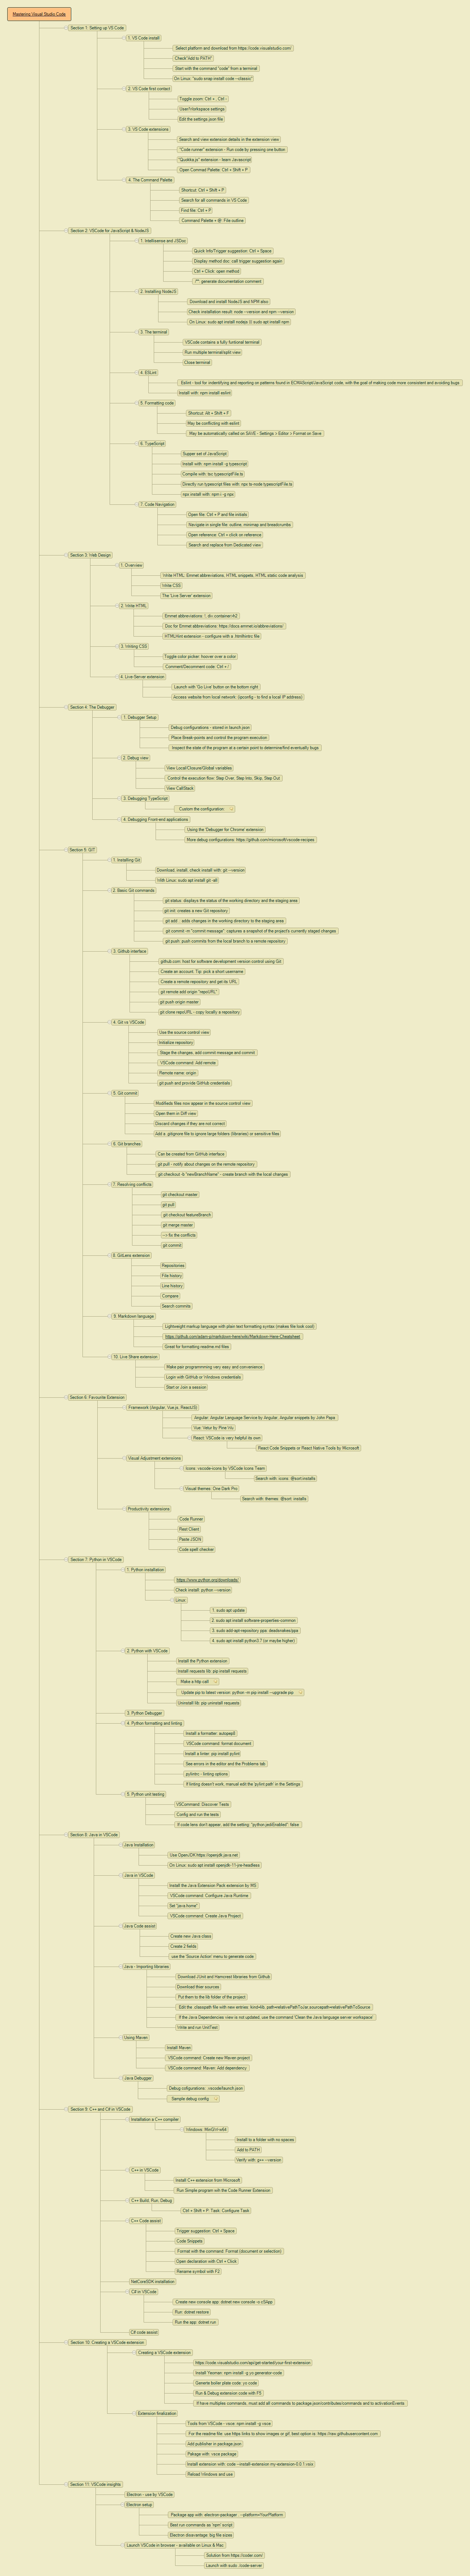 Mastering Visual Studio Code
Section 1: Setting up VS Code
1. VS Code install
Select platform and download from https://code.visualstudio.com/
Check"Add to PATH"
Start with the command "code" from a terminal
On Linux: "sudo snap install code --classic"
2. VS Code first contact
Toggle zoom: Ctrl + , Ctrl -
User/Workspace settings
Edit the settings.json file
3. VS Code extensions
Search and view extension details in the extension view
"Code runner" extension - Run code by pressing one button
"Quokka.js" extension - learn Javascript
Open Commad Palette: Ctrl + Shift + P
4. The Command Palette
Shortcut: Ctrl + Shift + P
Search for all commands in VS Code
Find file: Ctrl + P
Command Palette + @: File outline
Section 2: VSCode for JavaScript & NodeJS
1. Intellisense and JSDoc
Quick Info/Trigger suggestion: Ctrl + Space
Display method doc: call trigger suggestion again
Ctrl + Click: open method
/**: generate documentation comment
2. Installing NodeJS
Download and install NodeJS and NPM also
Check installation result: node --version and npm --version
On Linux: sudo apt install nodejs // sudo apt install npm
3. The terminal
VSCode contains a fully funtional terminal
Run multiple terminal/split view
Close terminal
4. ESLint
Eslint - tool for indentifying and reporting on patterns found in ECMAScript/JavaScript code, with the goal of making code more consistent and avoiding bugs.
Install with: npm install eslint
5. Formatting code
Shortcut: Alt + Shift + F
May be conflicting with eslint
May be automatically called on SAVE - Settings > Editor > Format on Save
6. TypeScript
Supper set of JavaScript
Install with: npm install -g typescript
Compile with: tsc typescriptFile.ts
Directly run typescript files with: npx ts-node typescriptFile.ts
npx install with: npm i -g npx
7. Code Navigation
Open file: Ctrl + P and file initials
Navigate in single file: outline, minimap and breadcrumbs
Open reference: Ctrl + click on reference
Search and replace from Dedicated view
Section 3: Web Design
1. Overview
Write HTML: Emmet abbreviations, HTML snippets, HTML static code analysis
Write CSS
The 'Live Server' extension
2. Write HTML
Emmet abbreviations: !, div.container>h2
Doc for Emmet abbreviations: https://docs.emmet.io/abbreviations/
HTMLHint extension - configure with a .htmlhintrc file
3. Writing CSS
Toggle color picker: hoover over a color
Comment/Decomment code: Ctrl + /
4. Live Server extension
Launch with 'Go Live' button on the bottom right
Access website from local network: (ipconfig - to find a local IP address)
Section 4: The Debugger
1. Debugger Setup
Debug configurations - stored in launch.json
Place Break-points and control the program execution
Inspect the state of the program at a certain point to determine/find eventually bugs
2. Debug view
View Local/Closure/Global variables
Control the execution flow: Step Over, Step Into, Skip, Step Out
View CallStack
3. Debugging TypeScript
Custom the configuration:
4. Debugging Front-end applications
Using the 'Debugger for Chrome' extension
More debug configurations: https://github.com/microsoft/vscode-recipes
Section 5: GIT
1. Installing Git
Download, install, check install with: git --version
With Linux: sudo apt install git-all
2. Basic Git commands
git status: displays the status of the working directory and the staging area
git init: creates a new Git repository
git add .: adds changes in the working directory to the staging area
git commit -m "commit message": captures a snapshot of the project's currently staged changes
git push: push commits from the local branch to a remote repository
3. Github interface
github.com: host for software development version control using Git
Create an account. Tip: pick a short username
Create a remote repository and get its URL
git remote add origin "repoURL"
git push origin master
git clone repoURL - copy locally a repository
4. Git vs VSCode
Use the source control view
Initialise repository
Stage the changes, add commit message and commit
VSCode command: Add remote
Remote name: origin
git push and provide GitHub credentials
5. Git commit
Modifieds files now appear in the source control view
Open them in Diff view
Discard changes if they are not correct
Add a .gitignore file to ignore large folders (libraries) or sensitive files
6. Git branches
Can be created from GitHub interface
git pull - notify about changes on the remote repository
git checkout -b "newBranchName" - create branch with the local changes
7. Resolving conflicts
git checkout master
git pull
git checkout featureBranch
git merge master
--> fix the conflicts
git commit
8. GitLens extension
Repositories
File history
Line history
Compare
Search commits
9. Markdown language
Lightweight markup language with plain text formatting syntax (makes file look cool)
https://github.com/adam-p/markdown-here/wiki/Markdown-Here-Cheatsheet
Great for formatting readme.md files
10. Live Share extension
Make pair programmming very easy and convenience
Login with GitHub or Windows credentials
Start or Join a session
Section 6: Favourite Extension
Framework (Angular, Vue.js, ReactJS)
Angular: Angular Language Service by Angular, Angular snippets by John Papa
Vue: Vetur by Pine Wu
React: VSCode is very helpful its own
React Code Snippets or React Native Tools by Microsoft
Visual Adjustment extensions
Icons: vscode-icons by VSCode Icons Team
Search with: icons: @sort:installs
Visual themes: One Dark Pro
Search with: themes: @sort: installs
Productivity extensions
Code Runner
Rest Client
Paste JSON
Code spell checker
Section 7: Python in VSCode
1. Python installation
https://www.python.org/downloads/
Check install: python --version
Linux:
1. sudo apt update
2. sudo apt install software-properties-common
3. sudo add-apt-repository ppa: deadsnakes/ppa
4. sudo apt install python3.7 (or maybe higher)
2. Python with VSCode
Install the Python extension
Install requests lib: pip install requests
Make a http call:
Update pip to latest version: python -m pip install --upgrade pip
Uninstall lib: pip uninstall requests
3. Python Debugger
4. Python formatting and linting
Install a formatter: autopep8
VSCode command: format document
Install a linter: pip install pylint
See errors in the editor and the Problems tab
.pylintrc - linting options
If linting doesn't work, manual edit the 'pylint.path' in the Settings
5. Python unit testing
VSCommand: Discover Tests
Config and run the tests
If code lens don't appear, add the setting: "python.jediEnabled": false
Section 8: Java in VSCode
Java installation
Use OpenJDK https://openjdk.java.net
On Linux: sudo apt install openjdk-11-jre-headless
Java in VSCode
Install the Java Extension Pack extension by MS
VSCode command: Configure Java Runtime
Set "java.home"
VSCode command: Create Java Project
Java Code assist
Create new Java class
Create 2 fields
use the 'Source Action' menu to generate code
Java - Importing libraries
Download JUnit and Hamcrest libraries from Github
Download thier sources
Put them to the lib folder of the project
If the Java Dependencies view is not updated, use the command 'Clean the Java language server workspace'
Write and run UnitTest
Using Maven
Install Maven
VSCode command: Create new Maven project
VSCode command: Maven: Add dependency
Java Debugger
Debug cofigurations: .vscode/launch.json
Sample debug config:
Section 9: C++ and C# in VSCode
Installation a C++ compiler
Windows: MinGW-w64
Install to a folder with no spaces
Add to PATH
Verify with: g++ --version
C++ in VSCode
Install C++ extension from Microsoft
Run Simple program wth the Code Runner Extension
C++ Build, Run, Debug
Ctrl + Shift + P: Task: Configure Task
C++ Code assist
Trigger suggestion: Ctrl + Space
Code Snippets
Format with the command: Format (document or selection)
Open declaration with Ctrl + Click
Rename symbol with F2
NetCoreSDK installation
C# in VSCode
Create new console app: dotnet new console -o cSApp
Run: dotnet restore
Run the app: dotnet run
C# code assist
Section 10: Creating a VSCode extension
Creating a VSCode extension
https://code.visualstudio.com/api/get-started/your-first-extension
Install Yeoman: npm install -g yo generator-code
Generte boiler plate code: yo code
Run & Debug extension code with F5
If have multiples commands, must add all commands to package.json/contributes/commands and to activationEvents
Extension finalization
Tools from VSCode - vsce: npm install -g vsce
For the readme file, use https links to show images or gif, best option is: https://raw.githubusercontent.com
Add publisher in package.json
Pakage with: vsce package
Install extension with: code --install-extension my-extension-0.0.1.vsix
Reload Windows and use
Section 11: VSCode insights
Electron - use by VSCode
Electron setup
Package app with: electron-packager . --platform=YourPlatform
Best run commands as 'npm' script
Electron disavantage: big file sizes
Launch VSCode in browser - available on Linux & Mac
Solution from https://coder.com/
Launch with sudo ./code-server